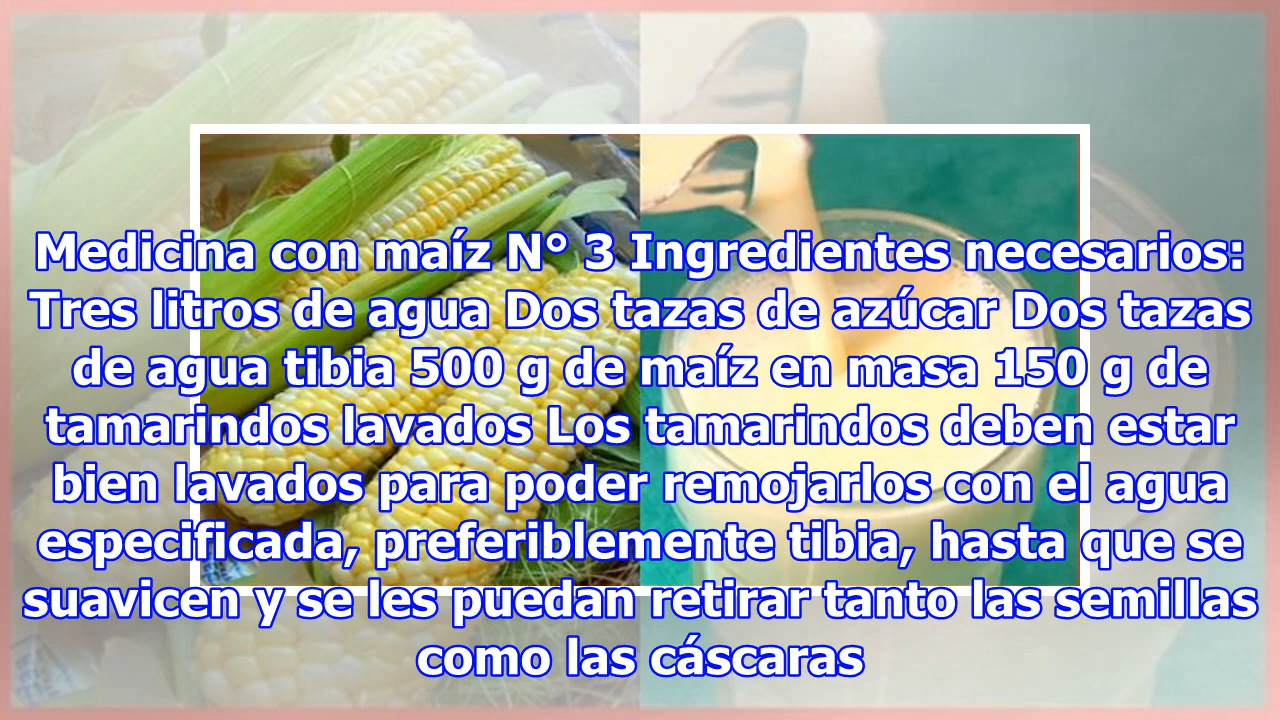 Medicina con maíz N° 3 Ingredientes necesarios:
Tres litros de agua Dos tazas de azúcar Dos tazas
de agua tibia 500 g de maíz en masa 150 g de
tamarindos lavados Los tamarindos deben estar
bien lavados para poder remojarlos con el agua
especificada, preferiblemente tibia, hasta que se
suavicen y se les puedan retirar tanto las semillas
como las cáscaras